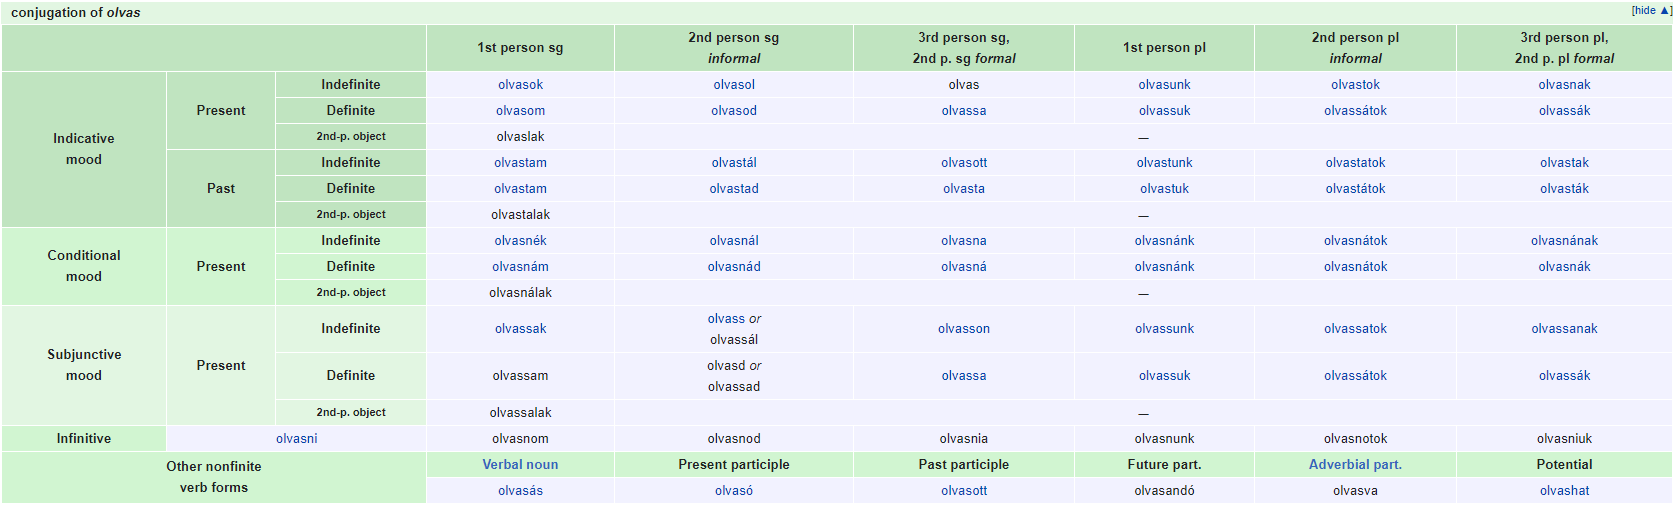 conjugation of olvas [hide ▲]
1st person sg 2nd person sg informal 3rd person sg, 2nd p. sg formal 1st person pl 2nd person pl informal 3rd person pl, 2nd p. pl formal
Indicative mood Present Indefinite olvasok olvasol olvas olvasunk olvastok olvasnak
Definite olvasom olvasod olvassa olvassuk olvassátok olvassák
2nd-p. object olvaslak —
Past Indefinite olvastam olvastál olvasott olvastunk olvastatok olvastak
Definite olvastam olvastad olvasta olvastuk olvastátok olvasták
2nd-p. object olvastalak —
Conditional mood Present Indefinite olvasnék olvasnál olvasna olvasnánk olvasnátok olvasnának
Definite olvasnám olvasnád olvasná olvasnánk olvasnátok olvasnák
2nd-p. object olvasnálak —
Subjunctive mood Present Indefinite olvassak olvass or olvassál olvasson olvassunk olvassatok olvassanak
Definite olvassam olvasd or olvassad olvassa olvassuk olvassátok olvassák
2nd-p. object olvassalak —
Infinitive olvasni olvasnom olvasnod olvasnia olvasnunk olvasnotok olvasniuk
Other nonfinite verb forms Verbal noun Present participle Past participle Future part. Adverbial part. Potential
olvasás olvasó olvasott olvasandó olvasva olvashat